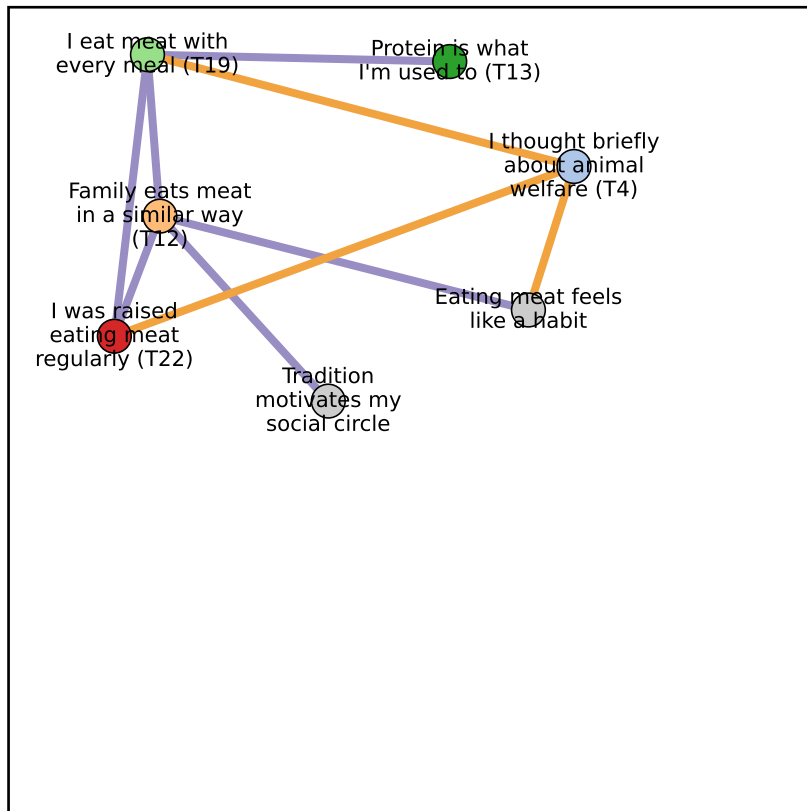 I eat meat with
every meal (T19)
Protein is what
I'm used to (T13)
I thought briefly
about animal
welfare (T4)
Family eats meat
in a similar way
(T12)
Eating meat feels
like a habit
I was raised
eating meat
regularly (T22)
Tradition
motivates my
social circle